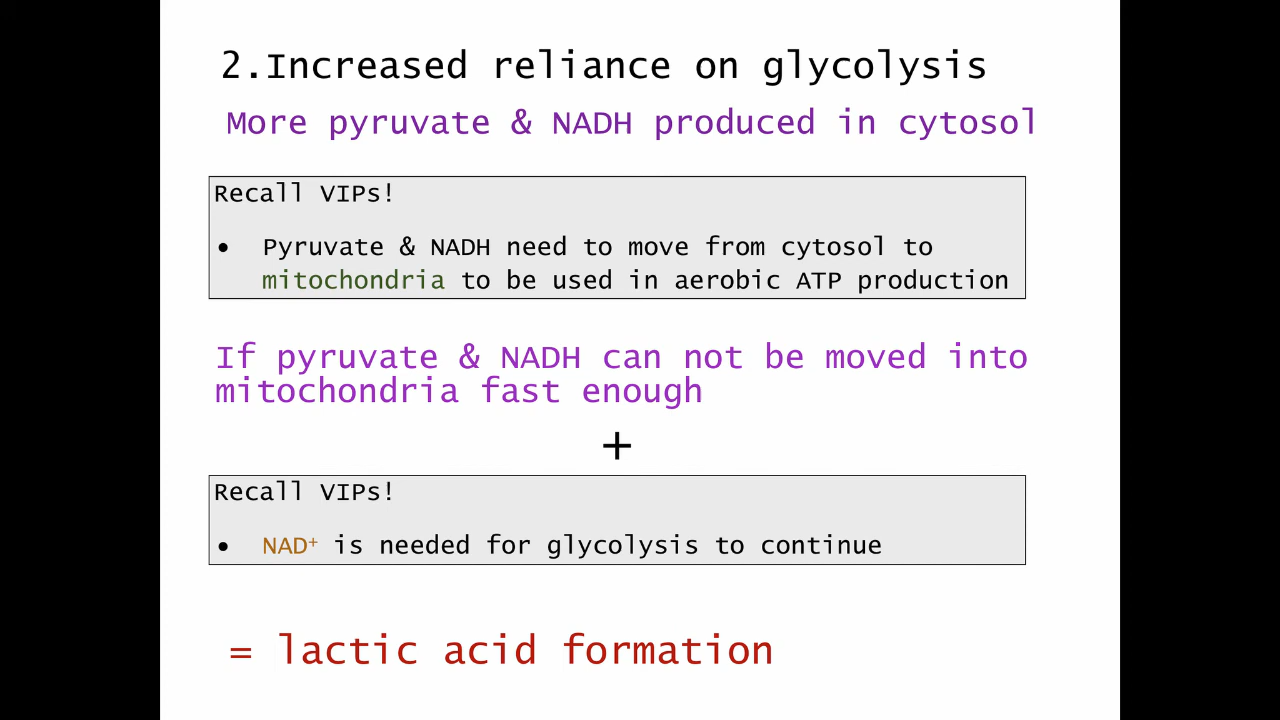 2.Increased reliance on glycolysis
More pyruvate & NADH produced in cytosol
Recall VIPs!
• Pyruvate & NADH need to move from cytosol to
mitochondria to be used in aerobic ATP production
If pyruvate & NADH can not be moved into
mitochondria fast enough
+
Recall VIPs!
• NAD⁺ is needed for glycolysis to continue
= lactic acid formation